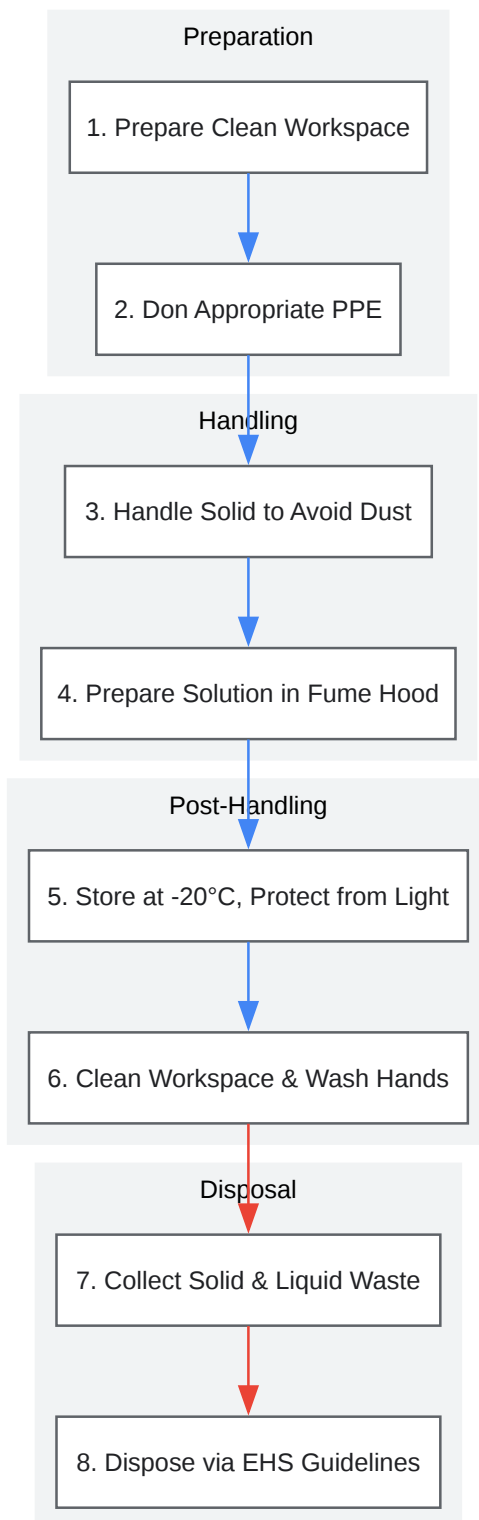 Preparation
1. Prepare Clean Workspace
2. Don Appropriate PPE
Handling
3. Handle Solid to Avoid Dust
4. Prepare Solution in Fume Hood
Post-Handling
5. Store at -20°C, Protect from Light
6. Clean Workspace & Wash Hands
Disposal
7. Collect Solid & Liquid Waste
8. Dispose via EHS Guidelines